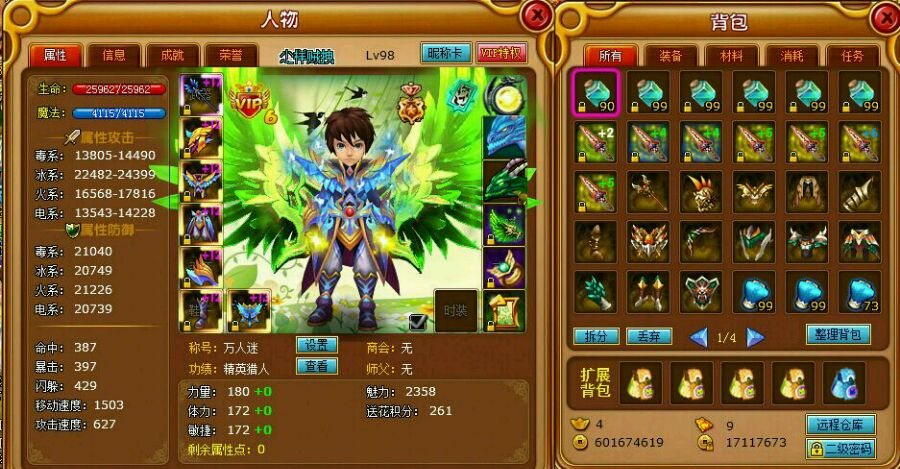 人物
属性 信息 成就 荣誉
Lv98 昵称卡 VIP特权
生命: 25962/25962
魔法: 4115/4115
属性攻击
毒系: 13805-14490
冰系: 22482-24399
火系: 16568-17816
电系: 13543-14228
属性防御
毒系: 21040
冰系: 20749
火系: 21226
电系: 20739
命中: 387
暴击: 397
闪躲: 429
移动速度: 1503
攻击速度: 627
VIP 6
时装
称号: 万人迷 设置 商会: 无
功绩: 精英猎人 查看 师父: 无
力量: 180 +0 魅力: 2358
体力: 172 +0 送花积分: 261
敏捷: 172 +0
剩余属性点: 0
背包
所有 装备 材料 消耗 任务
90 99 99 99 99 99
+2 +4 +4 +5 +5 +6
+6
99 99 73
拆分 丢弃 1/4 整理背包
扩展
背包
4 9 远程仓库
601674619 17117673 二级密码